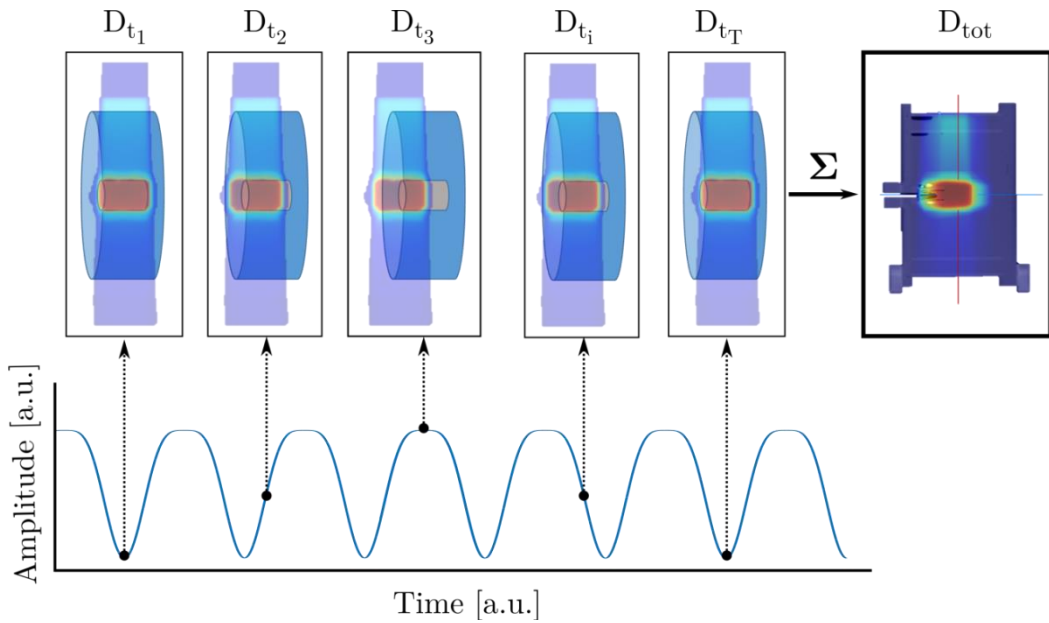 D_{t_1} D_{t_2} D_{t_3} D_{t_i} D_{t_T} D_{tot}
Σ
Amplitude [a.u.]
Time [a.u.]